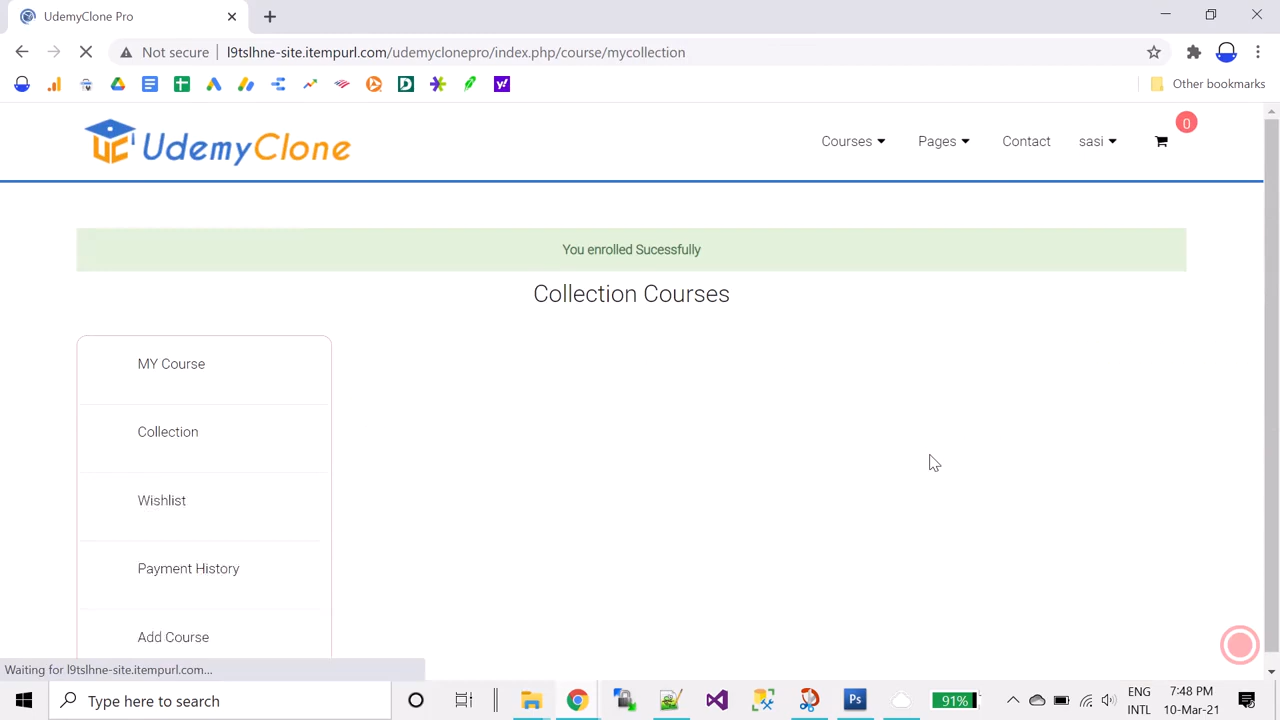 UdemyClone Pro
Not secure
l9tslhne-site.itempurl.com/udemyclonepro/index.php/course/mycollection
Other bookmarks
UdemyClone
Courses
Pages
Contact
sasi
0
You enrolled Sucessfully
Collection Courses
MY Course
Collection
Wishlist
Payment History
Add Course
Waiting for l9tslhne-site.itempurl.com...
Type here to search
Ps
91%
ENG
INTL
7:48 PM
10-Mar-21